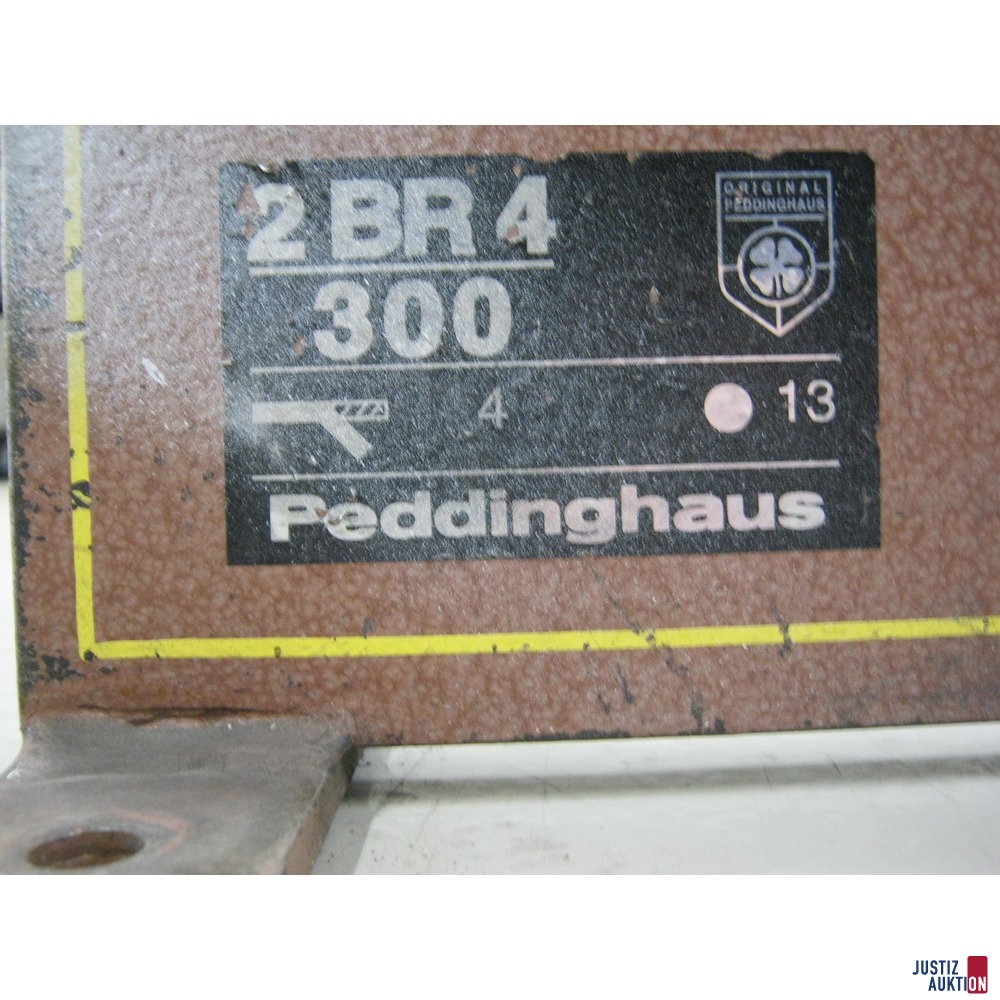 2 BR 4
300
ORIGINAL
PEDDINGHAUS
4 13
Peddinghaus
JUSTIZ
AUKTION